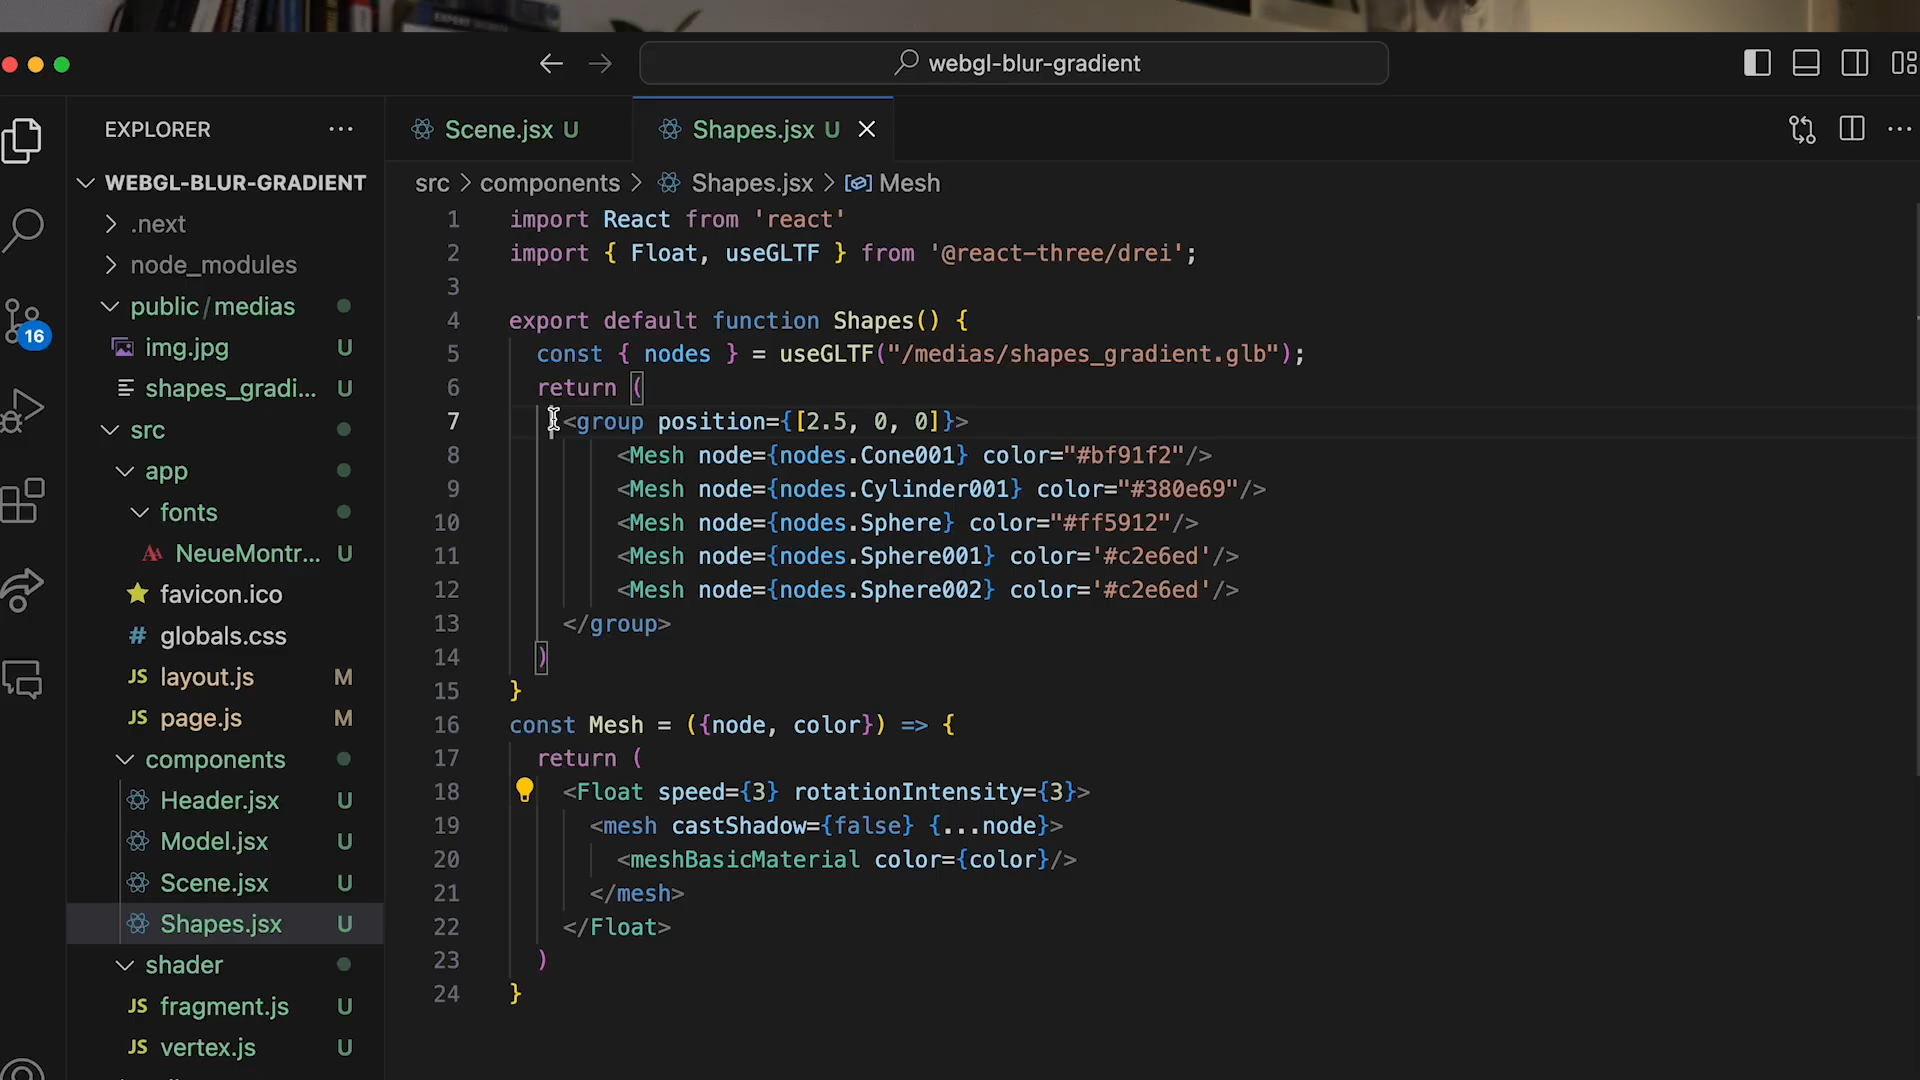 webgl-blur-gradient
EXPLORER
Scene.jsx U
Shapes.jsx U
WEBGL-BLUR-GRADIENT
src > components > Shapes.jsx > Mesh
.next
node_modules
public/medias
img.jpg U
shapes_gradi... U
src
app
fonts
NeueMontr... U
favicon.ico
globals.css
layout.js M
page.js M
components
Header.jsx U
Model.jsx U
Scene.jsx U
Shapes.jsx U
shader
fragment.js U
vertex.js U
16
1 import React from 'react'
2 import { Float, useGLTF } from '@react-three/drei';
3
4 export default function Shapes() {
5 const { nodes } = useGLTF("/medias/shapes_gradient.glb");
6 return (
7 <group position={[2.5, 0, 0]}>
8 <Mesh node={nodes.Cone001} color="#bf91f2"/>
9 <Mesh node={nodes.Cylinder001} color="#380e69"/>
10 <Mesh node={nodes.Sphere} color="#ff5912"/>
11 <Mesh node={nodes.Sphere001} color='#c2e6ed'/>
12 <Mesh node={nodes.Sphere002} color='#c2e6ed'/>
13 </group>
14 )
15 }
16 const Mesh = ({node, color}) => {
17 return (
18 <Float speed={3} rotationIntensity={3}>
19 <mesh castShadow={false} {...node}>
20 <meshBasicMaterial color={color}/>
21 </mesh>
22 </Float>
23 )
24 }